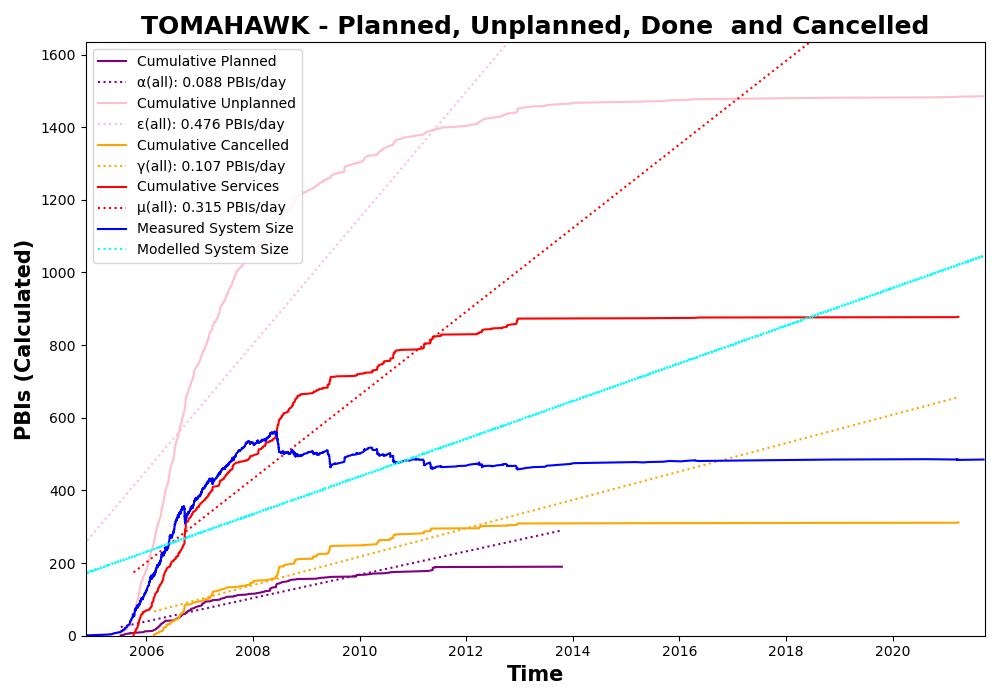 TOMAHAWK - Planned, Unplanned, Done  and Cancelled
PBIs (Calculated)
1600
1400
1200
1000
800
600
400
200
0
Cumulative Planned
α(all): 0.088 PBIs/day
Cumulative Unplanned
ε(all): 0.476 PBIs/day
Cumulative Cancelled
γ(all): 0.107 PBIs/day
Cumulative Services
μ(all): 0.315 PBIs/day
Measured System Size
Modelled System Size
2006 2008 2010 2012 2014 2016 2018 2020
Time